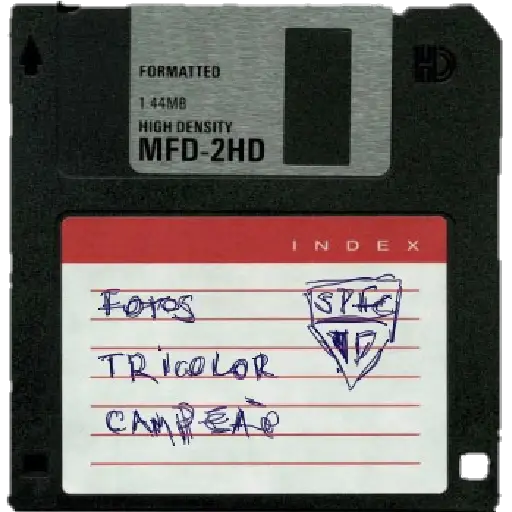 FORMATTED
1.44MB
HIGH DENSITY
MFD-2HD
HD
INDEX
FOTOS
SPFC
TRICOLOR
CAMPEÃO